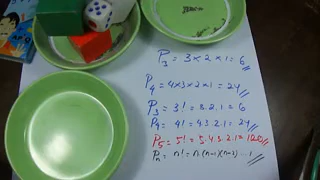 P3 = 3×2×1 = 6
P4 = 4×3×2×1 = 24
P3 = 3! = 3.2.1 = 6
P4 = 4! = 4.3.2.1 = 24
P5 = 5! = 5.4.3.2.1 = 120
Pn = n! = n(n-1)(n-2)...1